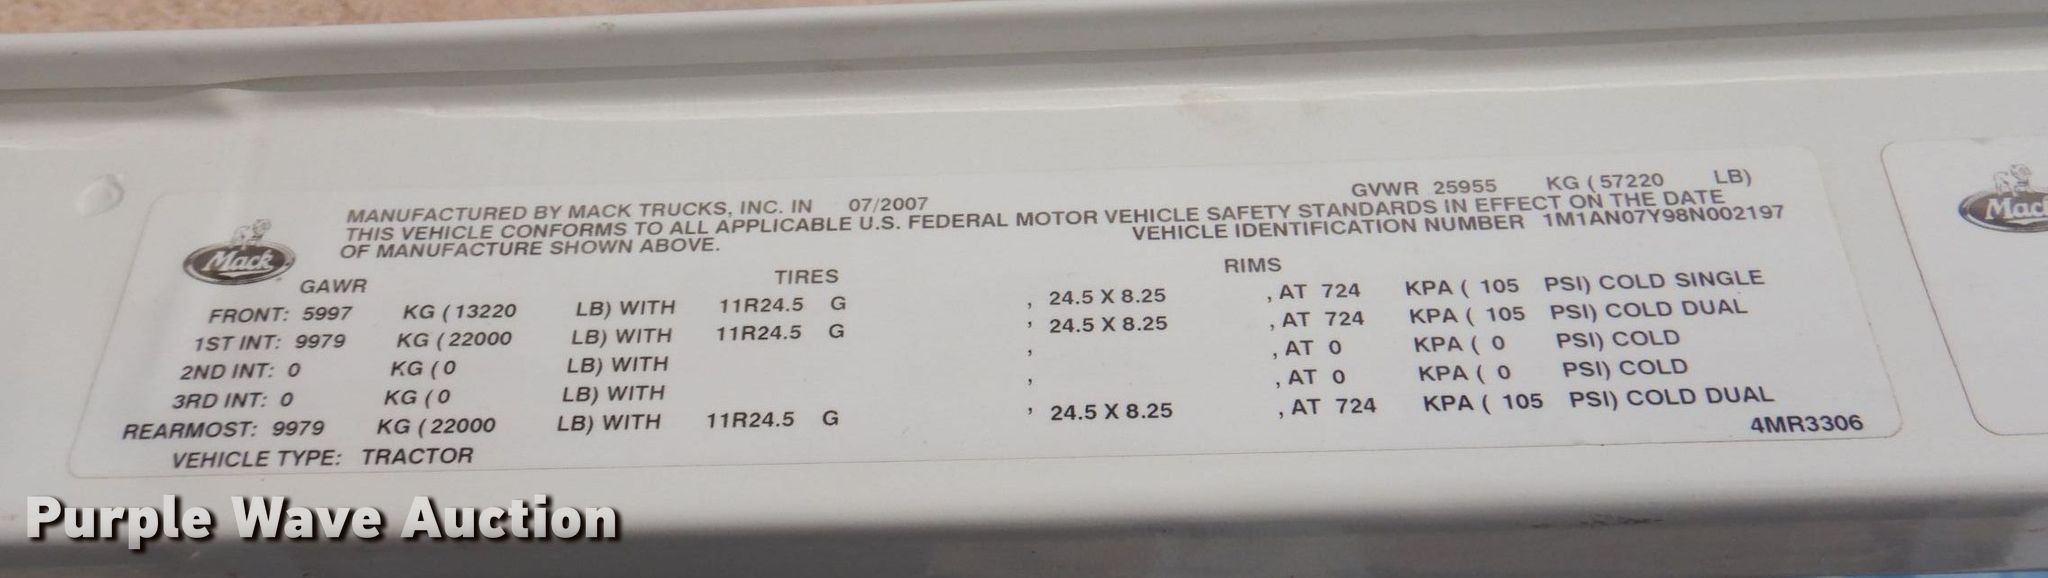 GVWR 25955 KG ( 57220 LB)
MANUFACTURED BY MACK TRUCKS, INC. IN 07/2007
THIS VEHICLE CONFORMS TO ALL APPLICABLE U.S. FEDERAL MOTOR VEHICLE SAFETY STANDARDS IN EFFECT ON THE DATE
OF MANUFACTURE SHOWN ABOVE. VEHICLE IDENTIFICATION NUMBER 1M1AN07Y98N002197
Mack
GAWR TIRES RIMS
FRONT: 5997 KG ( 13220 LB) WITH 11R24.5 G , 24.5 X 8.25 , AT 724 KPA ( 105 PSI) COLD SINGLE
1ST INT: 9979 KG ( 22000 LB) WITH 11R24.5 G , 24.5 X 8.25 , AT 724 KPA ( 105 PSI) COLD DUAL
2ND INT: 0 KG ( 0 LB) WITH , , AT 0 KPA ( 0 PSI) COLD
3RD INT: 0 KG ( 0 LB) WITH , , AT 0 KPA ( 0 PSI) COLD
REARMOST: 9979 KG ( 22000 LB) WITH 11R24.5 G , 24.5 X 8.25 , AT 724 KPA ( 105 PSI) COLD DUAL
VEHICLE TYPE: TRACTOR 4MR3306
Mack
Purple Wave Auction